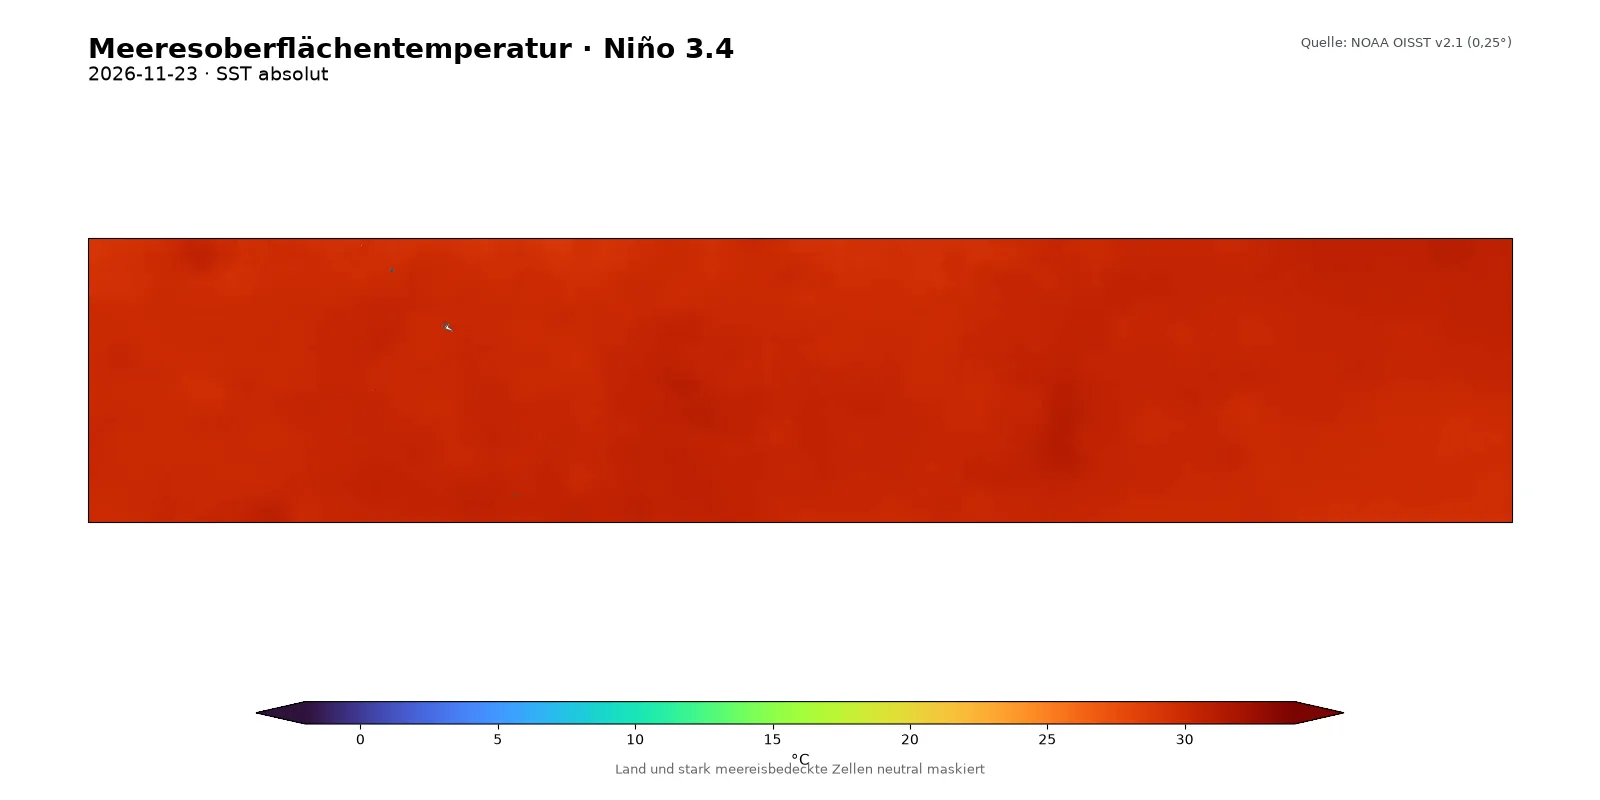 Meeresoberflächentemperatur · Niño 3.4
2026-11-23 · SST absolut
Quelle: NOAA OISST v2.1 (0,25°)
0 5 10 15 20 25 30
°C
Land und stark meereisbedeckte Zellen neutral maskiert